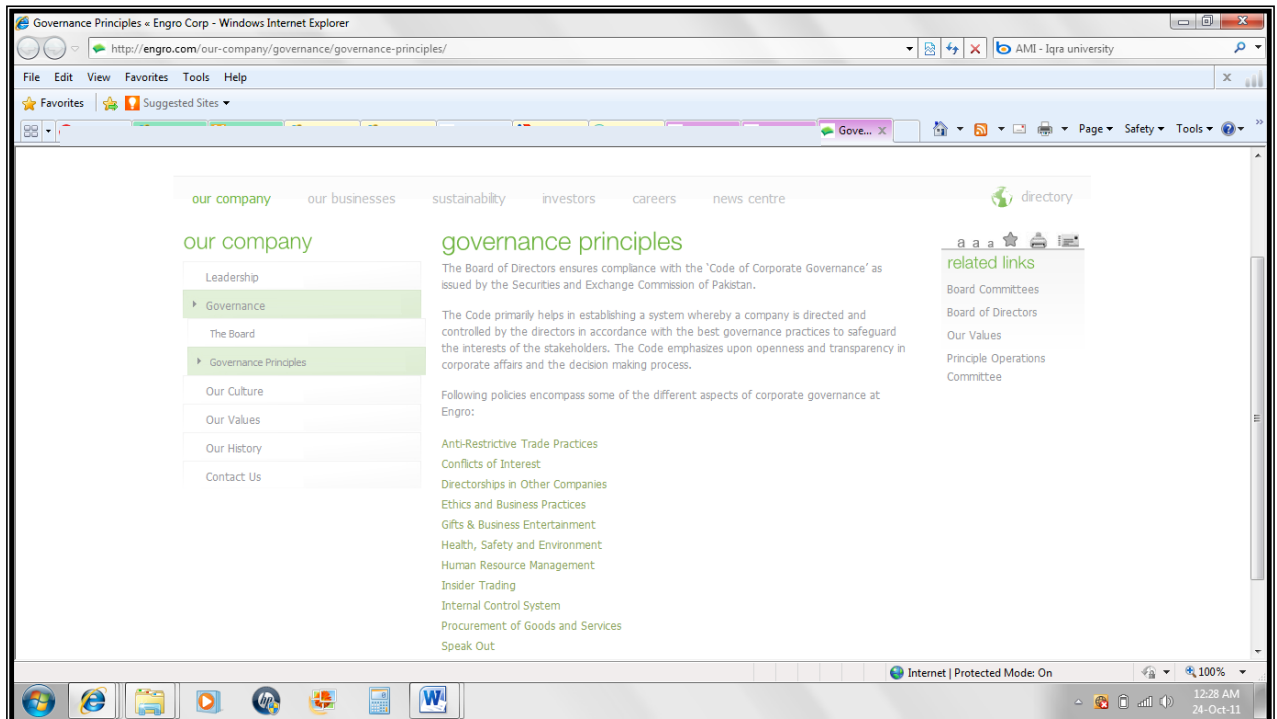 Governance Principles « Engro Corp - Windows Internet Explorer
http://engro.com/our-company/governance/governance-principles/
AMI - Iqra university
File Edit View Favorites Tools Help
x
Favorites Suggested Sites
Gove... x
Page Safety Tools
our company our businesses sustainability investors careers news centre directory
our company
Leadership
Governance
The Board
Governance Principles
Our Culture
Our Values
Our History
Contact Us
governance principles
The Board of Directors ensures compliance with the ‘Code of Corporate Governance’ as
issued by the Securities and Exchange Commission of Pakistan.
The Code primarily helps in establishing a system whereby a company is directed and
controlled by the directors in accordance with the best governance practices to safeguard
the interests of the stakeholders. The Code emphasizes upon openness and transparency in
corporate affairs and the decision making process.
Following policies encompass some of the different aspects of corporate governance at
Engro:
Anti-Restrictive Trade Practices
Conflicts of Interest
Directorships in Other Companies
Ethics and Business Practices
Gifts & Business Entertainment
Health, Safety and Environment
Human Resource Management
Insider Trading
Internal Control System
Procurement of Goods and Services
Speak Out
a a a
related links
Board Committees
Board of Directors
Our Values
Principle Operations
Committee
Internet | Protected Mode: On 100%
12:28 AM
24-Oct-11